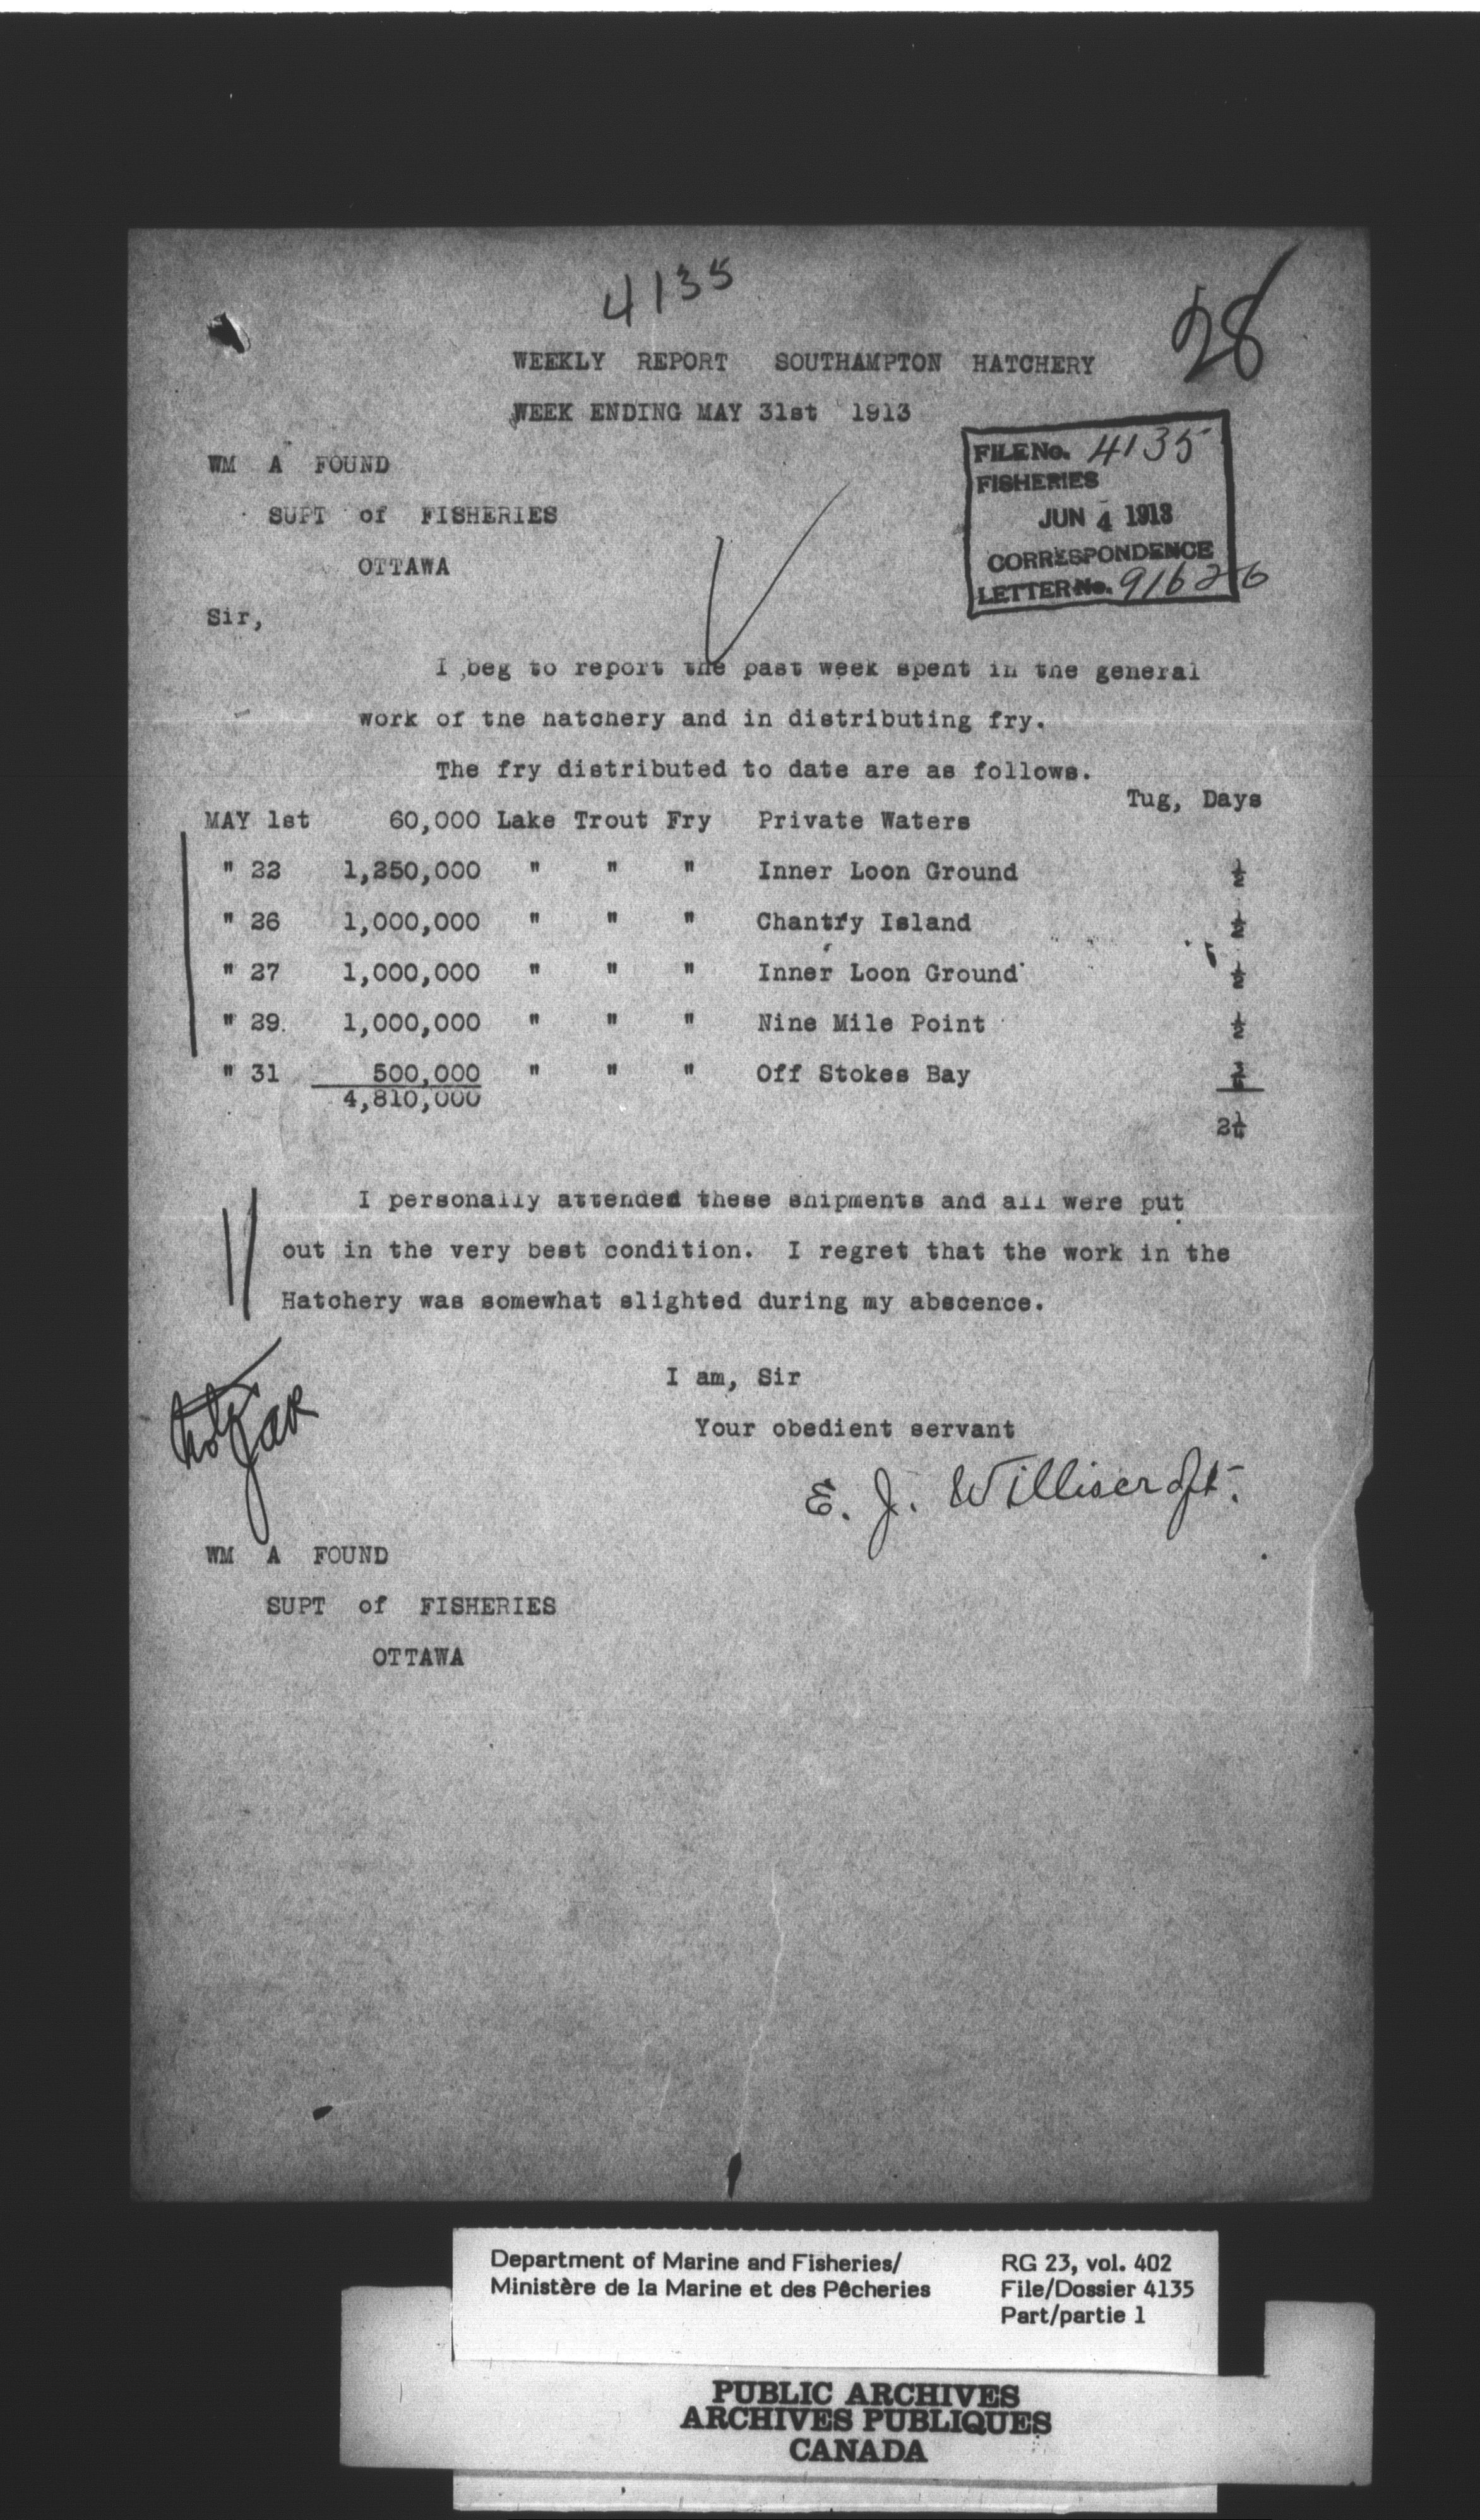 4135
28
WEEKLY REPORT SOUTHAMPTON HATCHERY
WEEK ENDING MAY 31st 1913
WM A FOUND
SUPT of FISHERIES
OTTAWA
FILE No. 4135
FISHERIES
JUN 4 1913
CORRESPONDENCE
LETTER No. 91626
Sir,
I beg to report the past week spent in the general
work of the hatchery and in distributing fry.
The fry distributed to date are as follows.
Tug, Days
MAY 1st 60,000 Lake Trout Fry Private Waters
" 22 1,250,000 " " " Inner Loon Ground ½
" 26 1,000,000 " " " Chantry Island ½
" 27 1,000,000 " " " Inner Loon Ground ½
" 29. 1,000,000 " " " Nine Mile Point ½
" 31 500,000 " " " Off Stokes Bay ¾
4,810,000
2¼
I personally attended these shipments and all were put
out in the very best condition. I regret that the work in the
Hatchery was somewhat slighted during my abscence.
I am, Sir
Your obedient servant
E. J. Williscroft.
WM A FOUND
SUPT of FISHERIES
OTTAWA
Department of Marine and Fisheries/
Ministère de la Marine et des Pêcheries
RG 23, vol. 402
File/Dossier 4135
Part/partie 1
PUBLIC ARCHIVES
ARCHIVES PUBLIQUES
CANADA